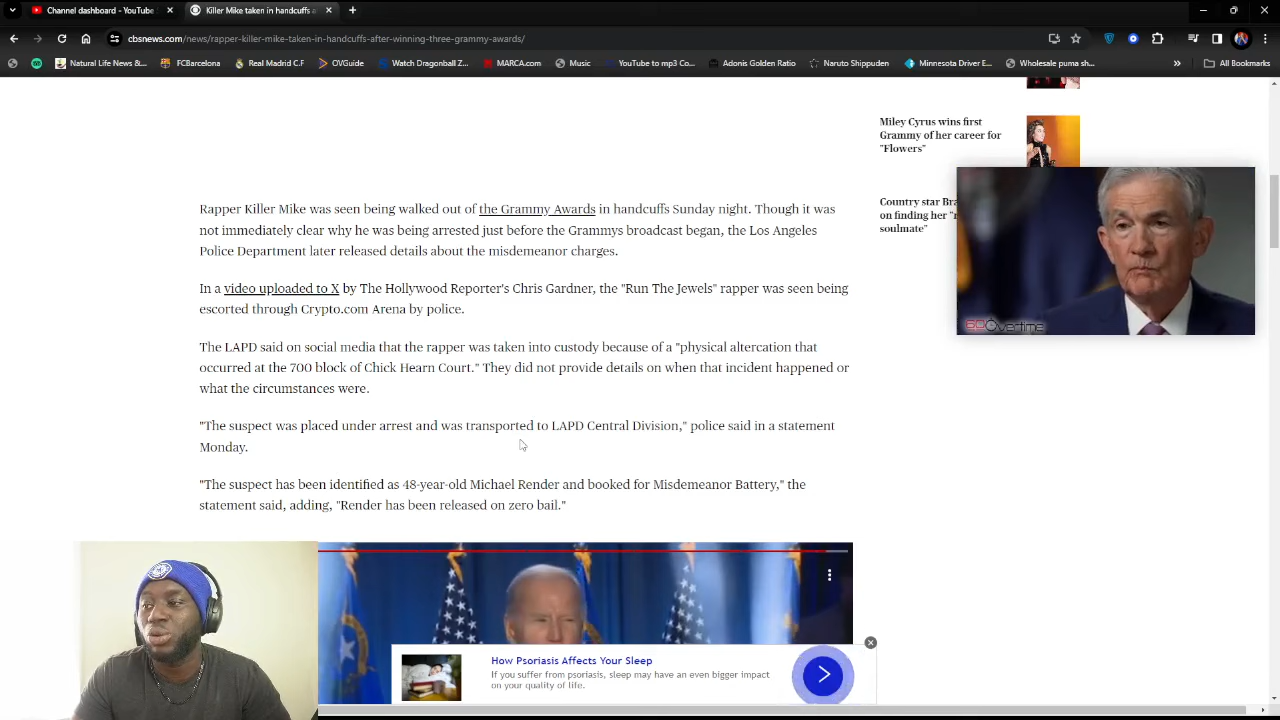 Channel dashboard - YouTube
Killer Mike taken in handcuffs a
cbsnews.com/news/rapper-killer-mike-taken-in-handcuffs-after-winning-three-grammy-awards/
Natural Life News &... FCBarcelona Real Madrid C.F OVGuide Watch Dragonball Z... MARCA.com Music YouTube to mp3 Co... Adonis Golden Ratio Naruto Shippuden Minnesota Driver E... Wholesale puma sh... » All Bookmarks
Miley Cyrus wins first
Grammy of her career for
"Flowers"
Country star Bra
on finding her "
soulmate"
Overtime
Rapper Killer Mike was seen being walked out of the Grammy Awards in handcuffs Sunday night. Though it was
not immediately clear why he was being arrested just before the Grammys broadcast began, the Los Angeles
Police Department later released details about the misdemeanor charges.
In a video uploaded to X by The Hollywood Reporter's Chris Gardner, the "Run The Jewels" rapper was seen being
escorted through Crypto.com Arena by police.
The LAPD said on social media that the rapper was taken into custody because of a "physical altercation that
occurred at the 700 block of Chick Hearn Court." They did not provide details on when that incident happened or
what the circumstances were.
"The suspect was placed under arrest and was transported to LAPD Central Division," police said in a statement
Monday.
"The suspect has been identified as 48-year-old Michael Render and booked for Misdemeanor Battery," the
statement said, adding, "Render has been released on zero bail."
How Psoriasis Affects Your Sleep
If you suffer from psoriasis, sleep may have an even bigger impact
on your quality of life.